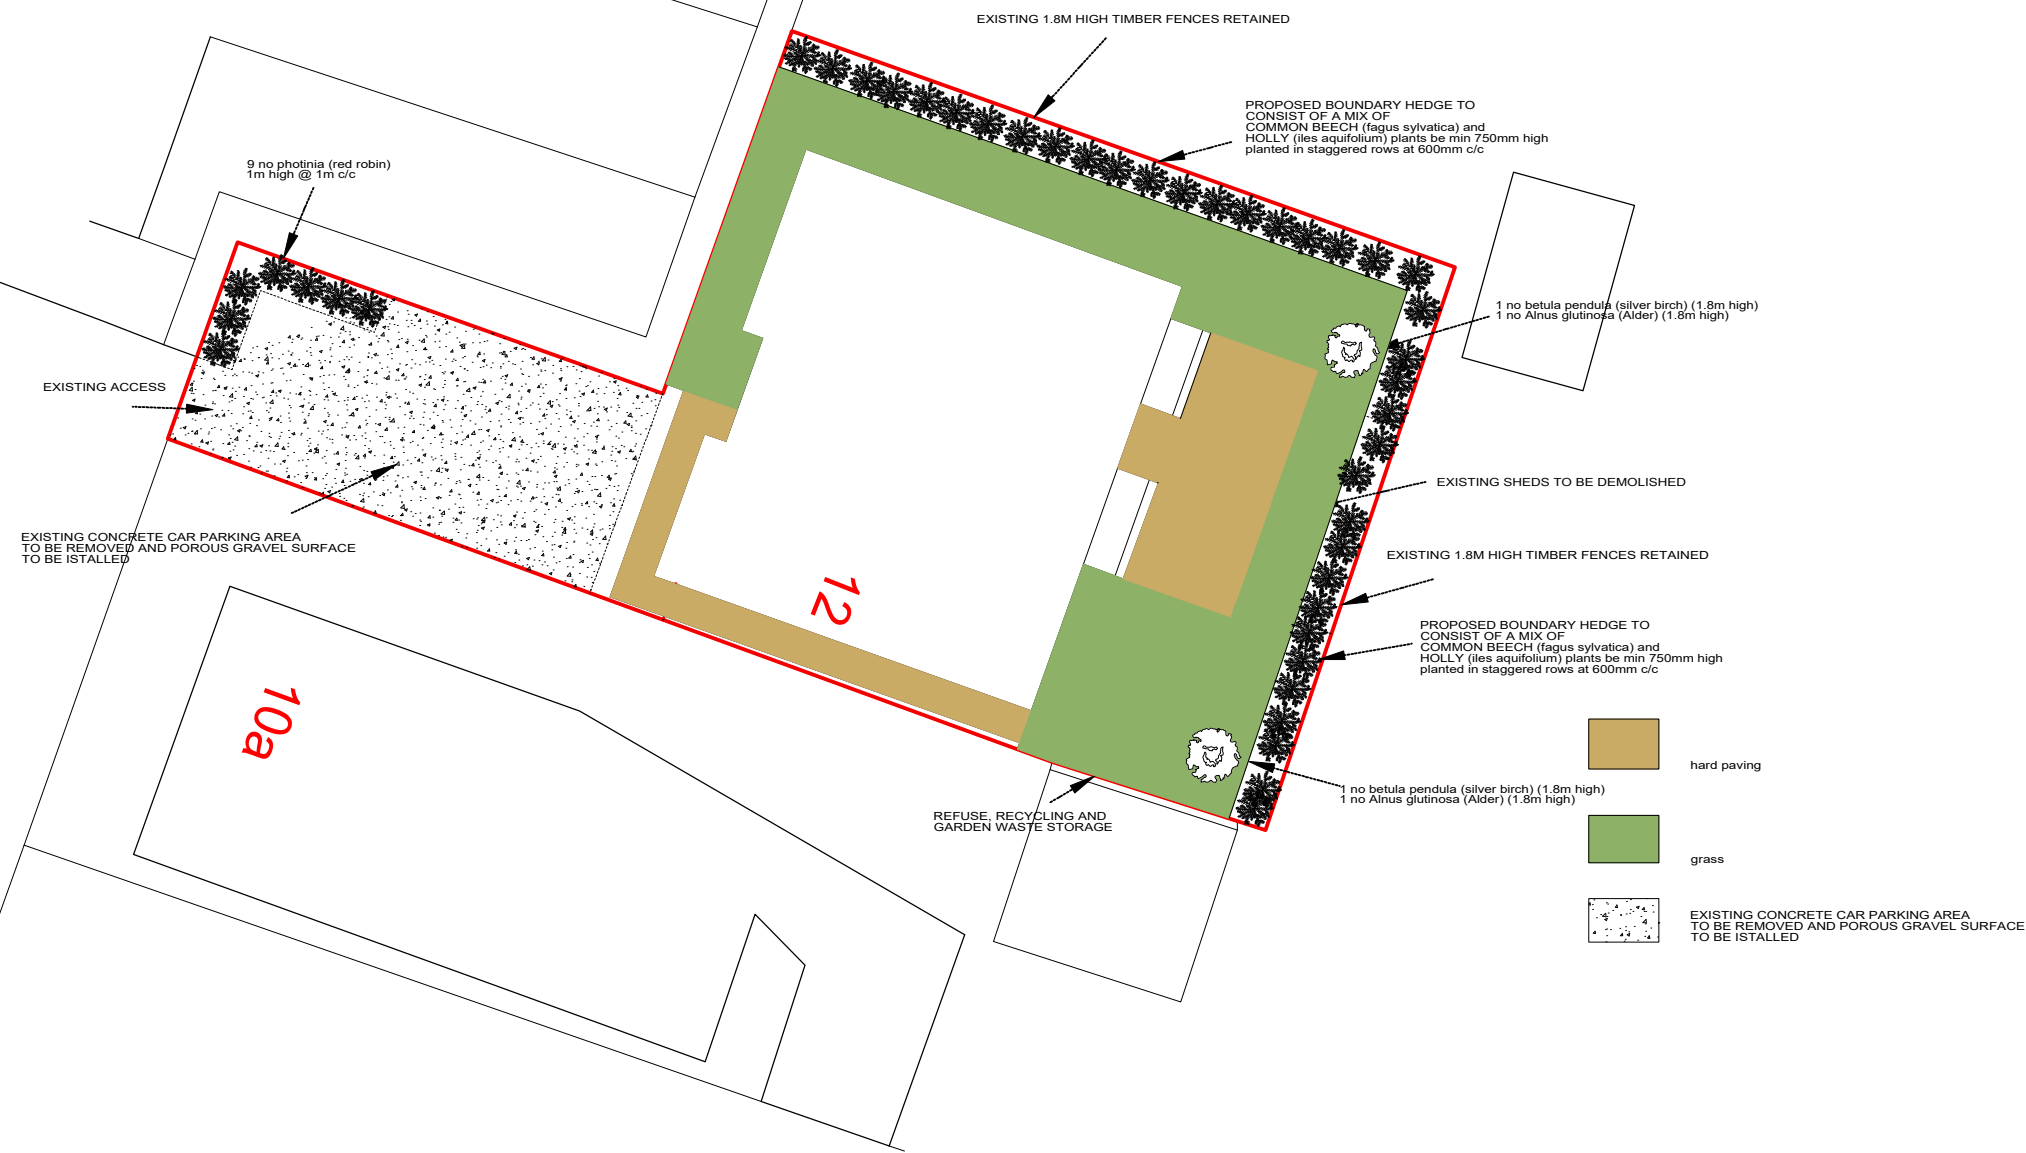 EXISTING 1.8M HIGH TIMBER FENCES RETAINED
PROPOSED BOUNDARY HEDGE TO
CONSIST OF A MIX OF
COMMON BEECH (fagus sylvatica) and
HOLLY (iles aquifolium) plants be min 750mm high
planted in staggered rows at 600mm c/c
9 no photinia (red robin)
1m high @ 1m c/c
1 no betula pendula (silver birch) (1.8m high)
1 no Alnus glutinosa (Alder) (1.8m high)
EXISTING ACCESS
EXISTING SHEDS TO BE DEMOLISHED
EXISTING CONCRETE CAR PARKING AREA
TO BE REMOVED AND POROUS GRAVEL SURFACE
TO BE ISTALLED
EXISTING 1.8M HIGH TIMBER FENCES RETAINED
12
PROPOSED BOUNDARY HEDGE TO
CONSIST OF A MIX OF
COMMON BEECH (fagus sylvatica) and
HOLLY (iles aquifolium) plants be min 750mm high
planted in staggered rows at 600mm c/c
10a
hard paving
1 no betula pendula (silver birch) (1.8m high)
1 no Alnus glutinosa (Alder) (1.8m high)
REFUSE, RECYCLING AND
GARDEN WASTE STORAGE
grass
EXISTING CONCRETE CAR PARKING AREA
TO BE REMOVED AND POROUS GRAVEL SURFACE
TO BE ISTALLED